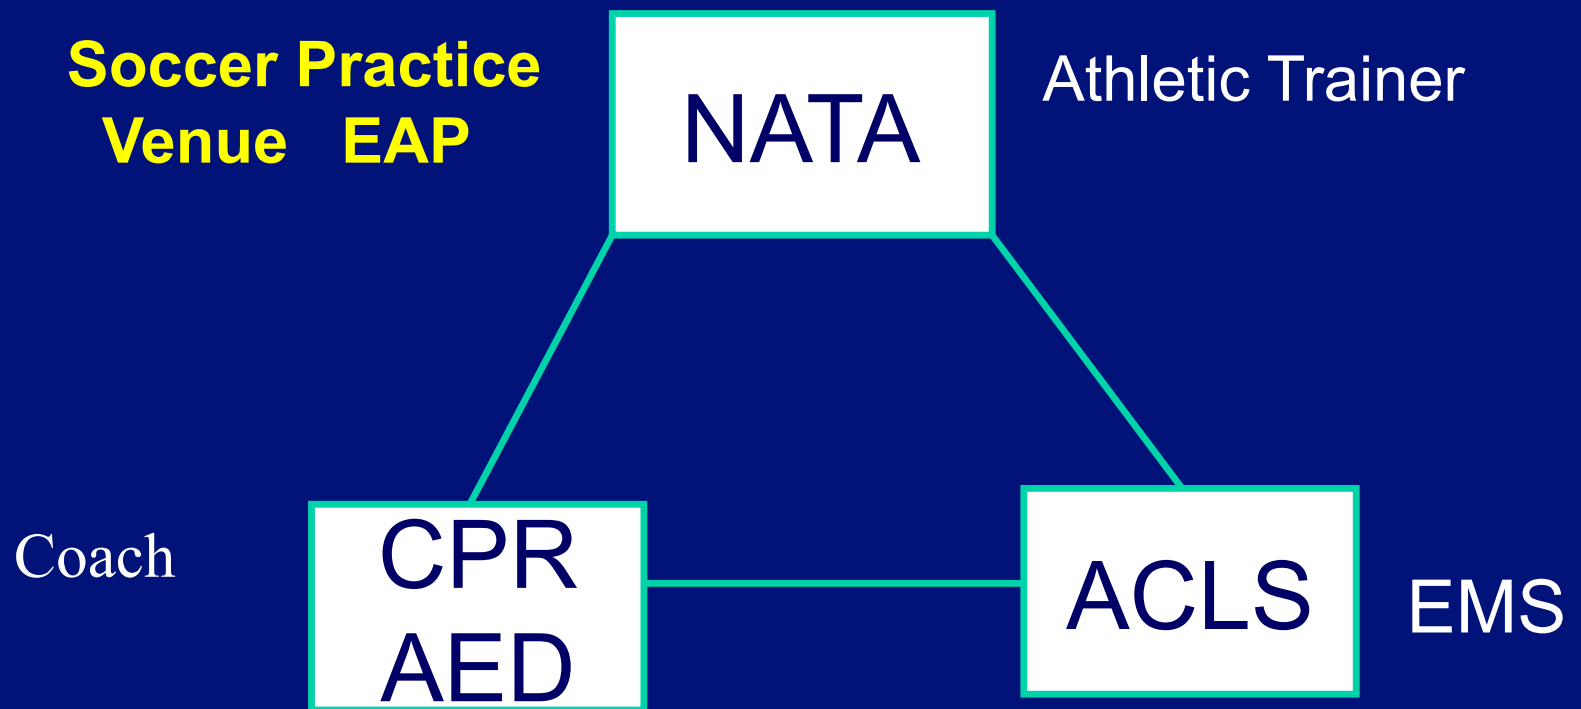 Soccer Practice
Venue EAP
NATA
Athletic Trainer
Coach
CPR
AED
ACLS
EMS